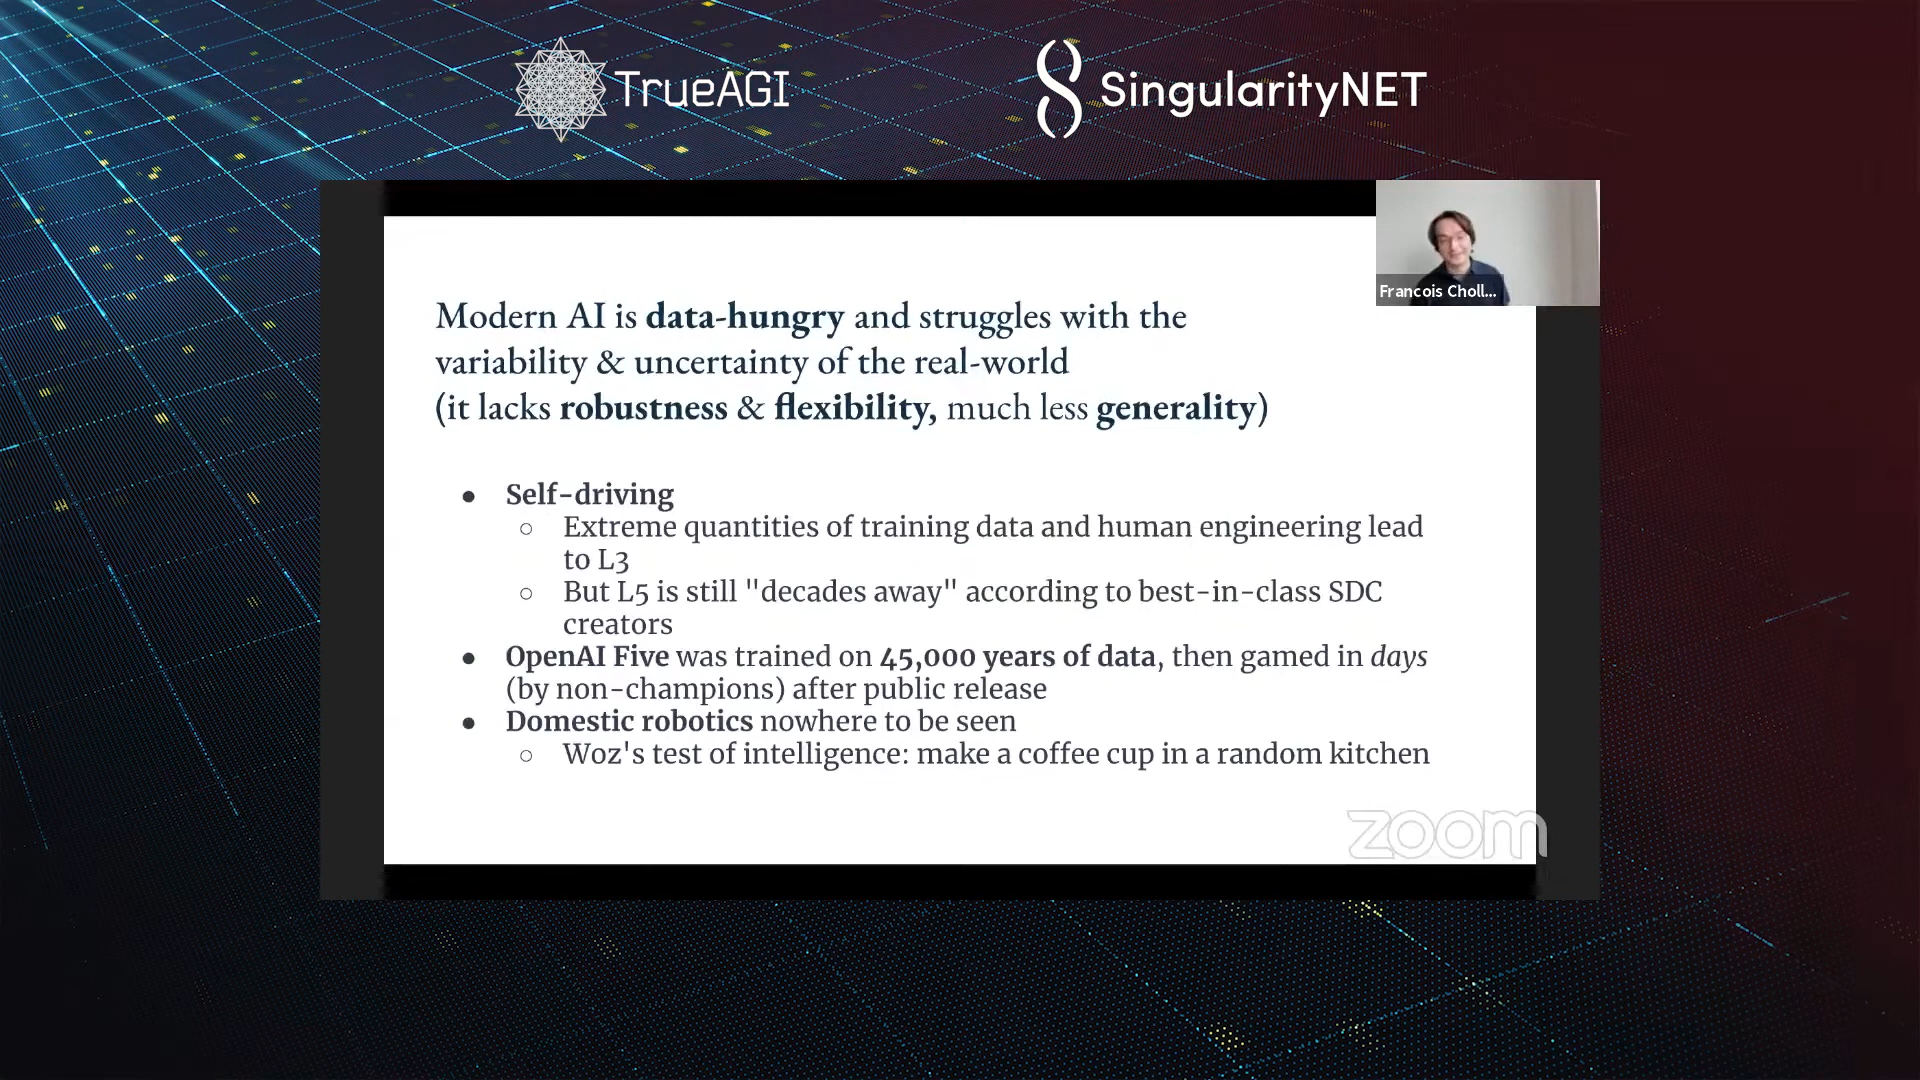 TrueAGI
SingularityNET
Francois Choll...
Modern AI is data-hungry and struggles with the
variability & uncertainty of the real-world
(it lacks robustness & flexibility, much less generality)
● Self-driving
○ Extreme quantities of training data and human engineering lead
to L3
○ But L5 is still "decades away" according to best-in-class SDC
creators
● OpenAI Five was trained on 45,000 years of data, then gamed in days
(by non-champions) after public release
● Domestic robotics nowhere to be seen
○ Woz's test of intelligence: make a coffee cup in a random kitchen
zoom